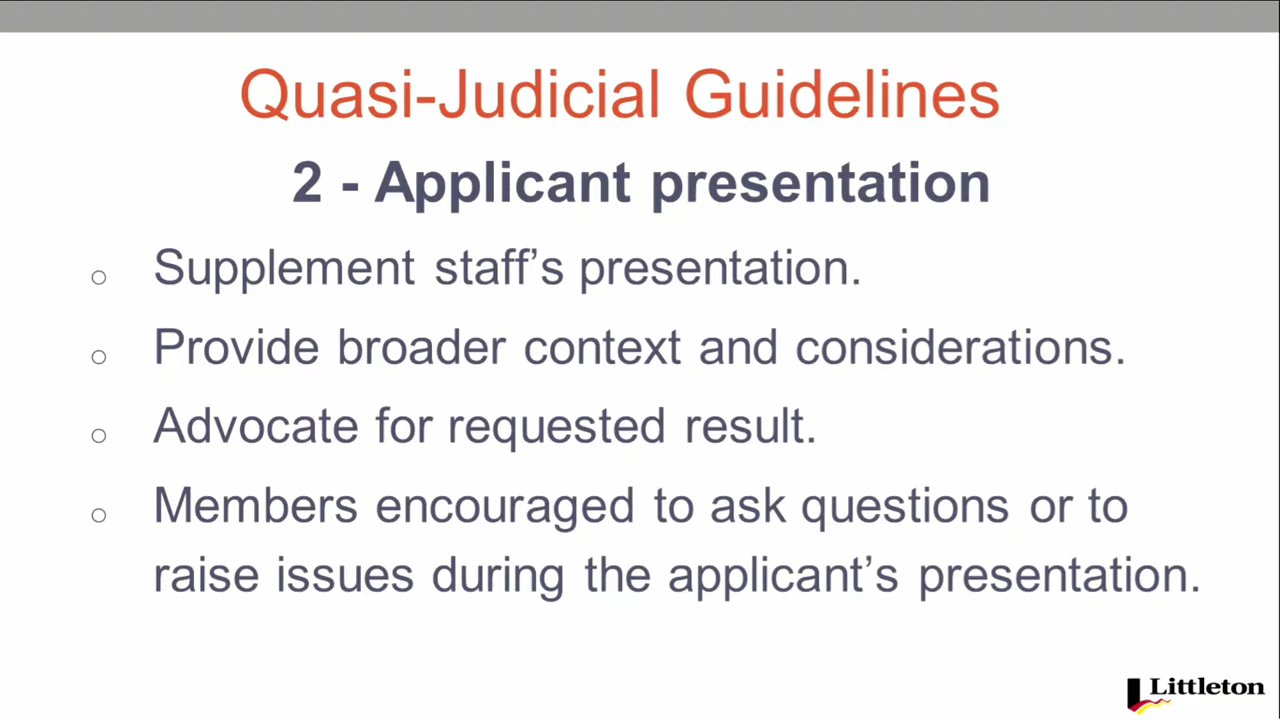 Quasi-Judicial Guidelines
2 - Applicant presentation
Supplement staff’s presentation.
Provide broader context and considerations.
Advocate for requested result.
Members encouraged to ask questions or to
raise issues during the applicant’s presentation.
Littleton